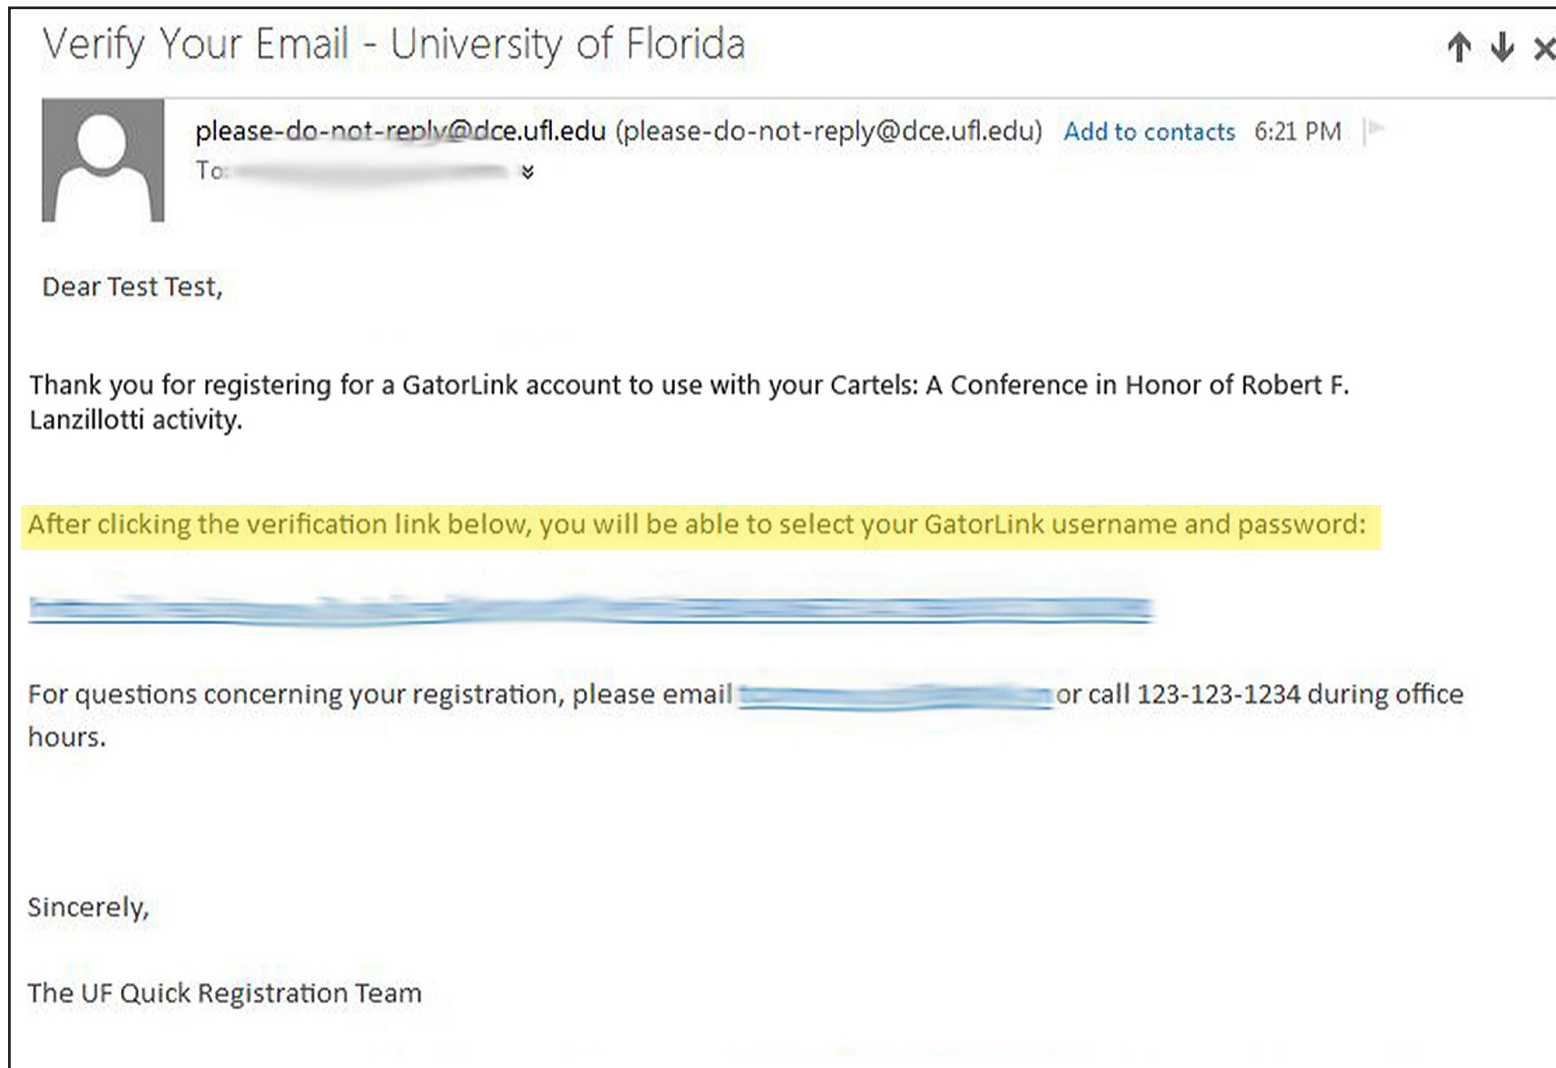 Verify Your Email - University of Florida
please-do-not-reply@dce.ufl.edu (please-do-not-reply@dce.ufl.edu) Add to contacts 6:21 PM
To:
Dear Test Test,
Thank you for registering for a GatorLink account to use with your Cartels: A Conference in Honor of Robert F.
Lanzillotti activity.
After clicking the verification link below, you will be able to select your GatorLink username and password:
For questions concerning your registration, please email or call 123-123-1234 during office
hours.
Sincerely,
The UF Quick Registration Team